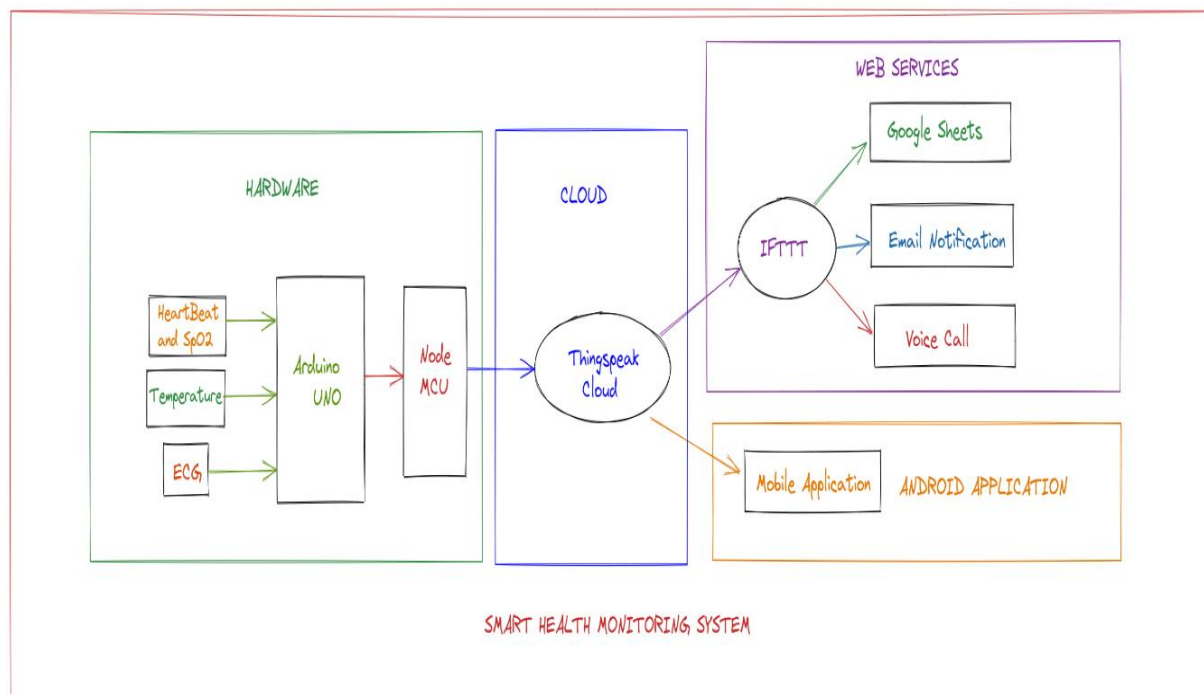 WEB SERVICES
Google Sheets
HARDWARE
CLOUD
IFTTT
Email Notification
HeartBeat
and SpO2
Arduino
UNO
Node
MCU
Thingspeak
Cloud
Voice Call
Temperature
ECG
Mobile Application
ANDROID APPLICATION
SMART HEALTH MONITORING SYSTEM